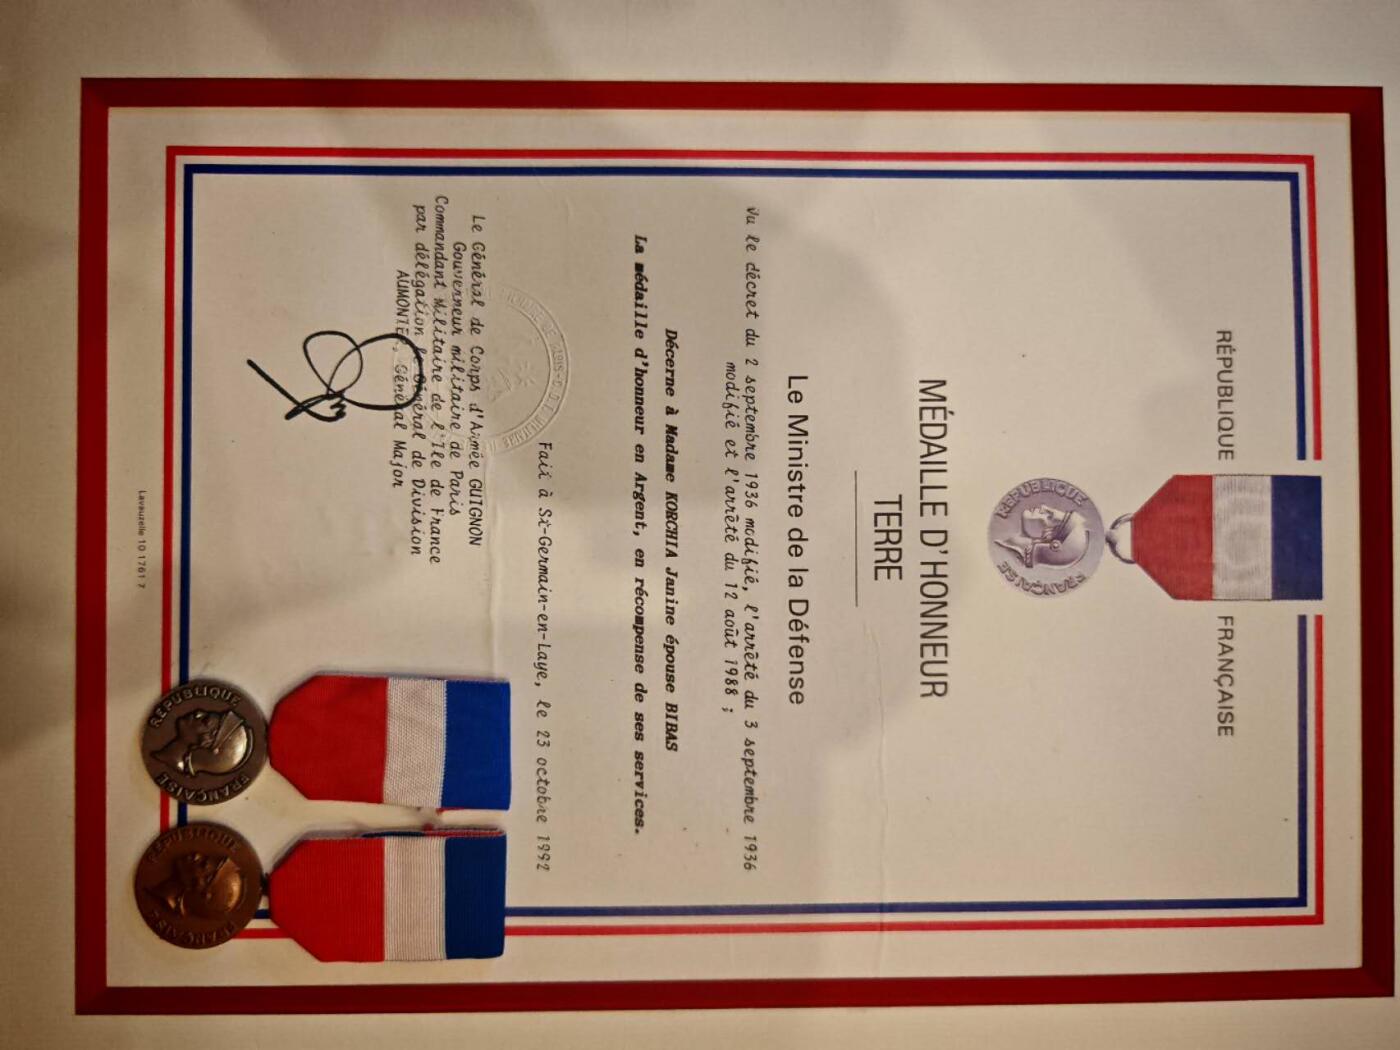 RÉPUBLIQUE FRANÇAISE
RÉPUBLIQUE
FRANÇAISE
MÉDAILLE D'HONNEUR
TERRE
Le Ministre de la Défense
Vu le décret du 2 septembre 1936 modifié, l'arrêté du 3 septembre 1936
modifié et l'arrêté du 12 août 1988 ;
Décerne à Madame KORCHIA Janine épouse BIBAS
La médaille d'honneur en Argent, en récompense de ses services.
Fait à St-Germain-en-Laye, le 23 octobre 1992
Le Général de Corps d'Armée GUIGNON
Gouverneur militaire de Paris
Commandant Militaire de l'Ile de France
par délégation le Général de Division
Général Major
Lavauzelle 10 1761 7
RÉPUBLIQUE
FRANÇAISE
RÉPUBLIQUE
FRANÇAISE